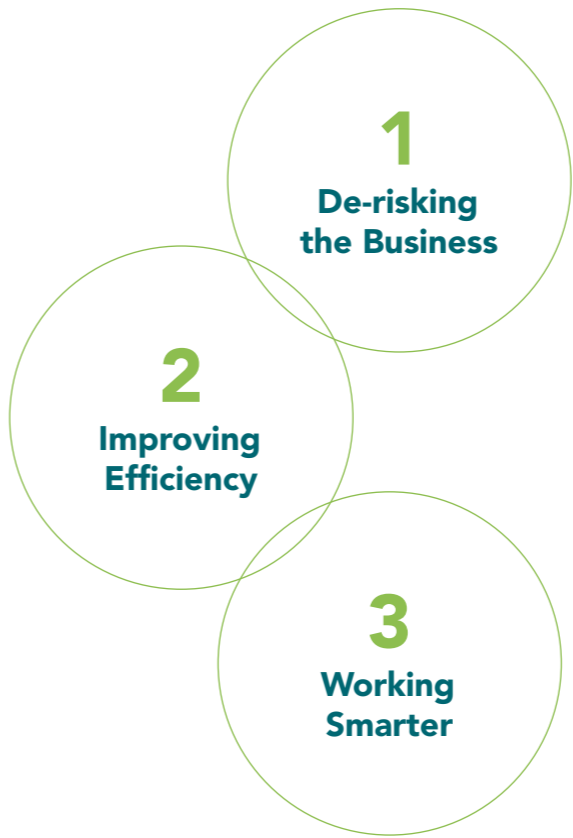 1
De-risking
the Business
2
Improving
Efficiency
3
Working
Smarter